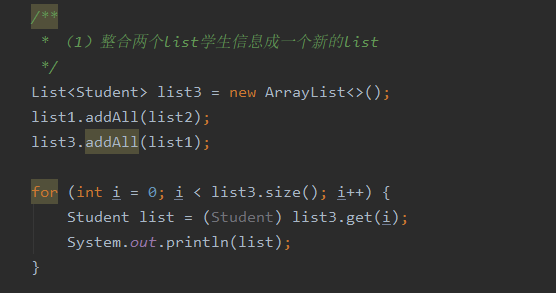 /**
 * （1）整合两个list学生信息成一个新的list
 */
List<Student> list3 = new ArrayList<>();
list1.addAll(list2);
list3.addAll(list1);
for (int i = 0; i < list3.size(); i++) {
    Student list = (Student) list3.get(i);
    System.out.println(list);
}